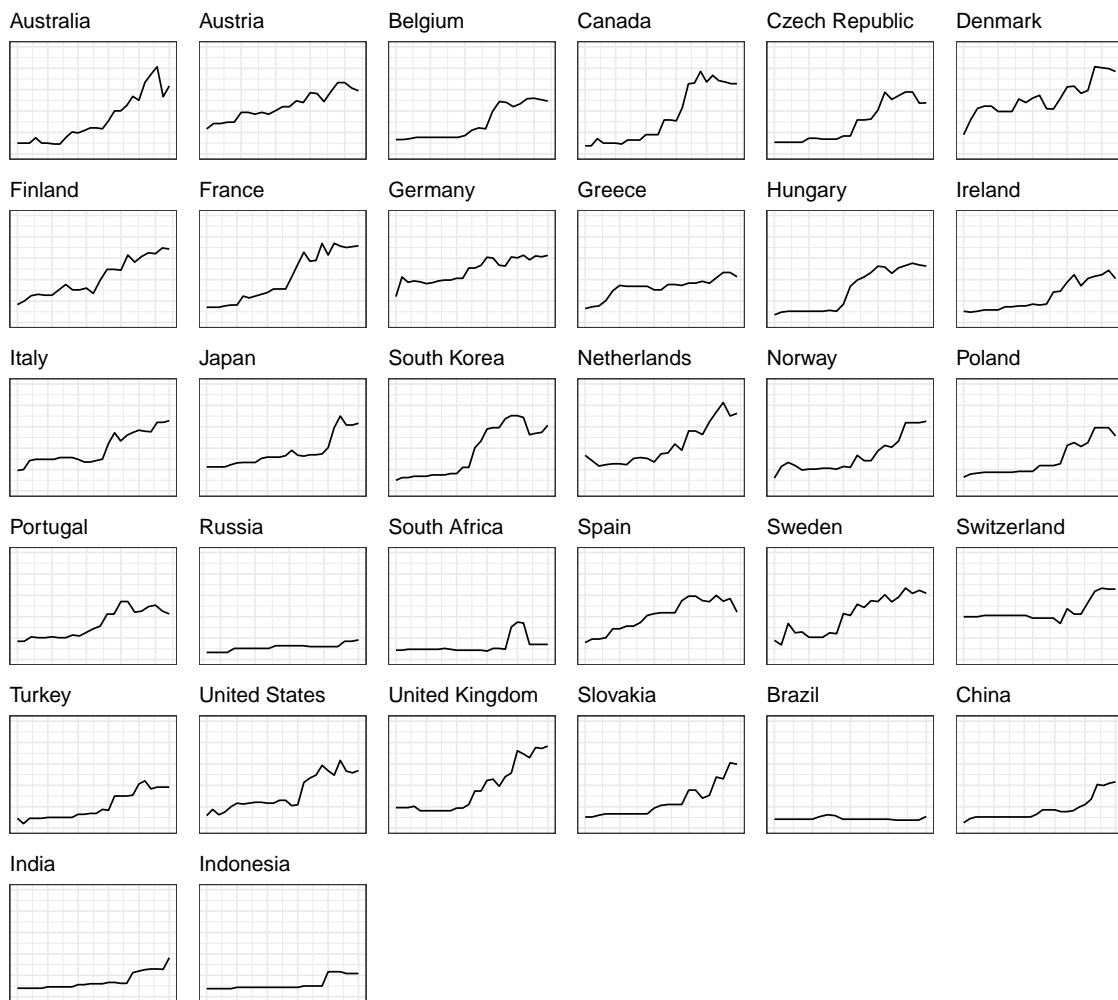 Australia
Austria
Belgium
Canada
Czech Republic
Denmark
Finland
France
Germany
Greece
Hungary
Ireland
Italy
Japan
South Korea
Netherlands
Norway
Poland
Portugal
Russia
South Africa
Spain
Sweden
Switzerland
Turkey
United States
United Kingdom
Slovakia
Brazil
China
India
Indonesia